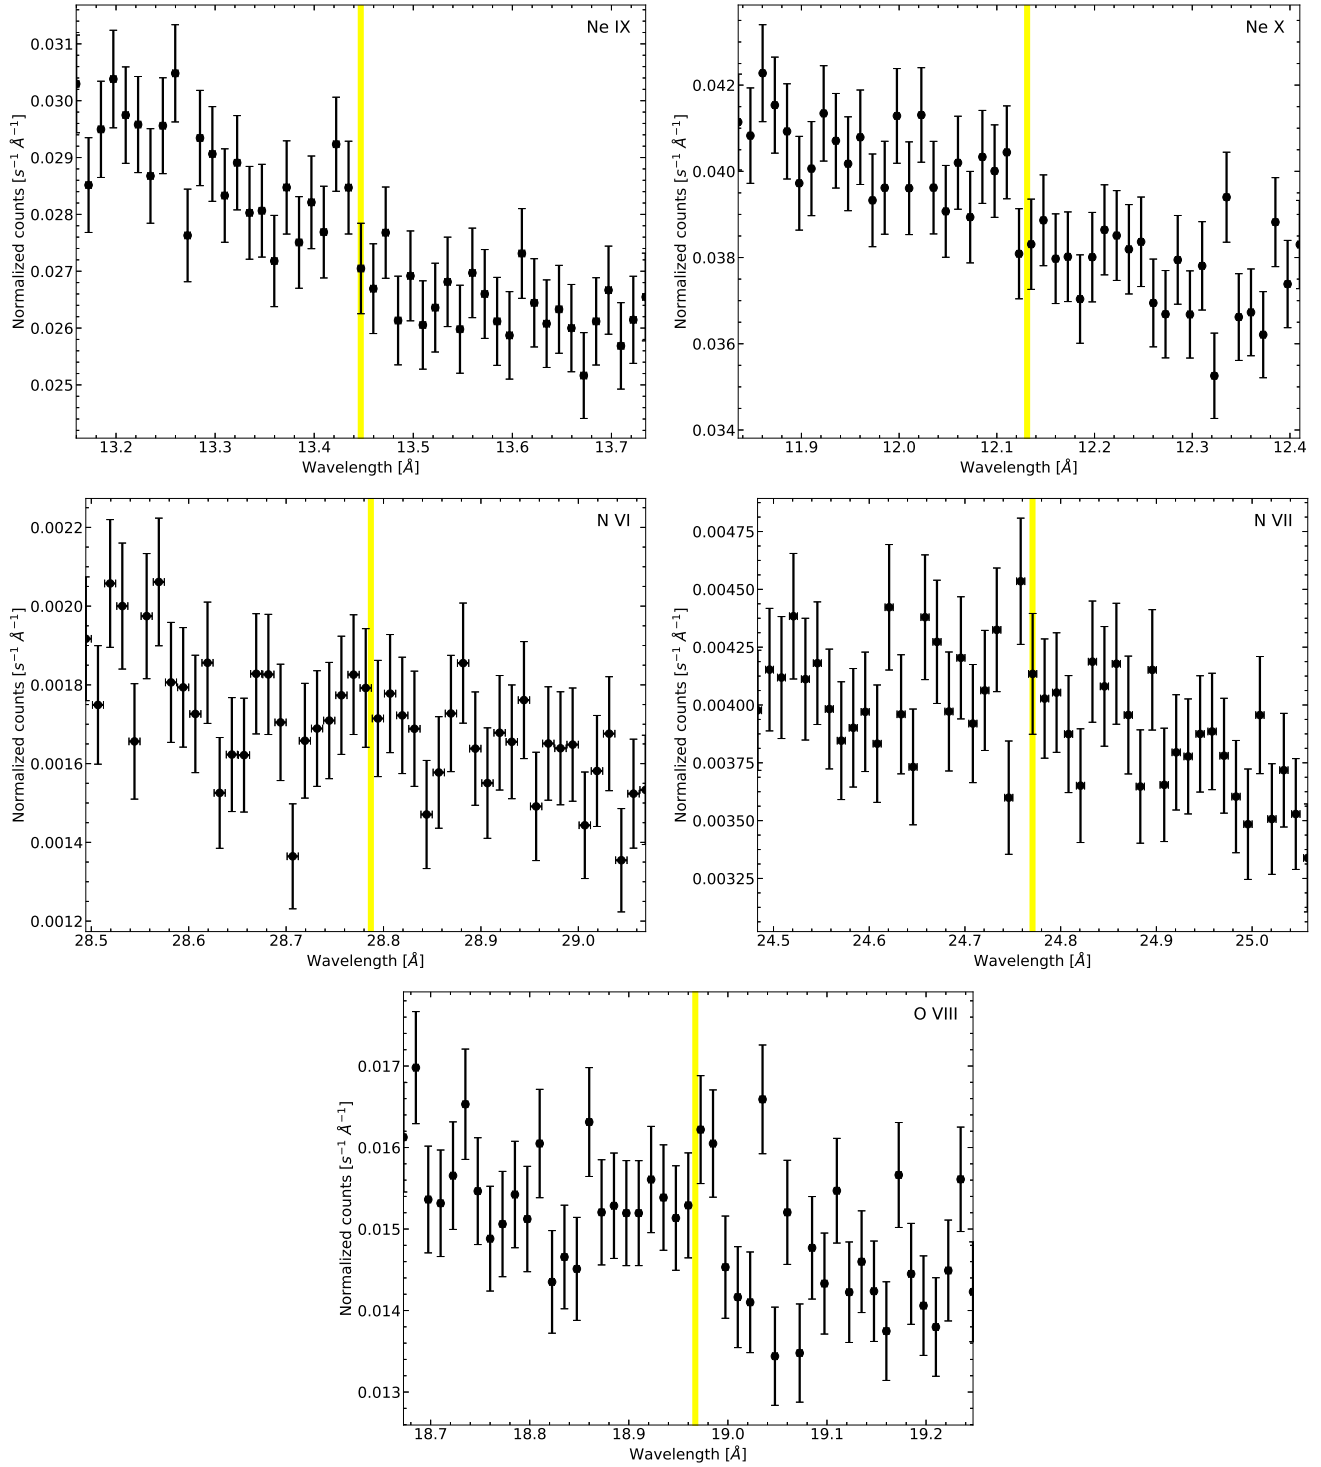 Ne IX
0.031
0.030
0.029
0.028
0.027
0.026
0.025
Normalized counts [s⁻¹ Å⁻¹]
13.2 13.3 13.4 13.5 13.6 13.7
Wavelength [Å]
Ne X
0.042
0.040
0.038
0.036
0.034
Normalized counts [s⁻¹ Å⁻¹]
11.9 12.0 12.1 12.2 12.3 12.4
Wavelength [Å]
N VI
0.0022
0.0020
0.0018
0.0016
0.0014
0.0012
Normalized counts [s⁻¹ Å⁻¹]
28.5 28.6 28.7 28.8 28.9 29.0
Wavelength [Å]
N VII
0.00475
0.00450
0.00425
0.00400
0.00375
0.00350
0.00325
Normalized counts [s⁻¹ Å⁻¹]
24.5 24.6 24.7 24.8 24.9 25.0
Wavelength [Å]
O VIII
0.017
0.016
0.015
0.014
0.013
Normalized counts [s⁻¹ Å⁻¹]
18.7 18.8 18.9 19.0 19.1 19.2
Wavelength [Å]